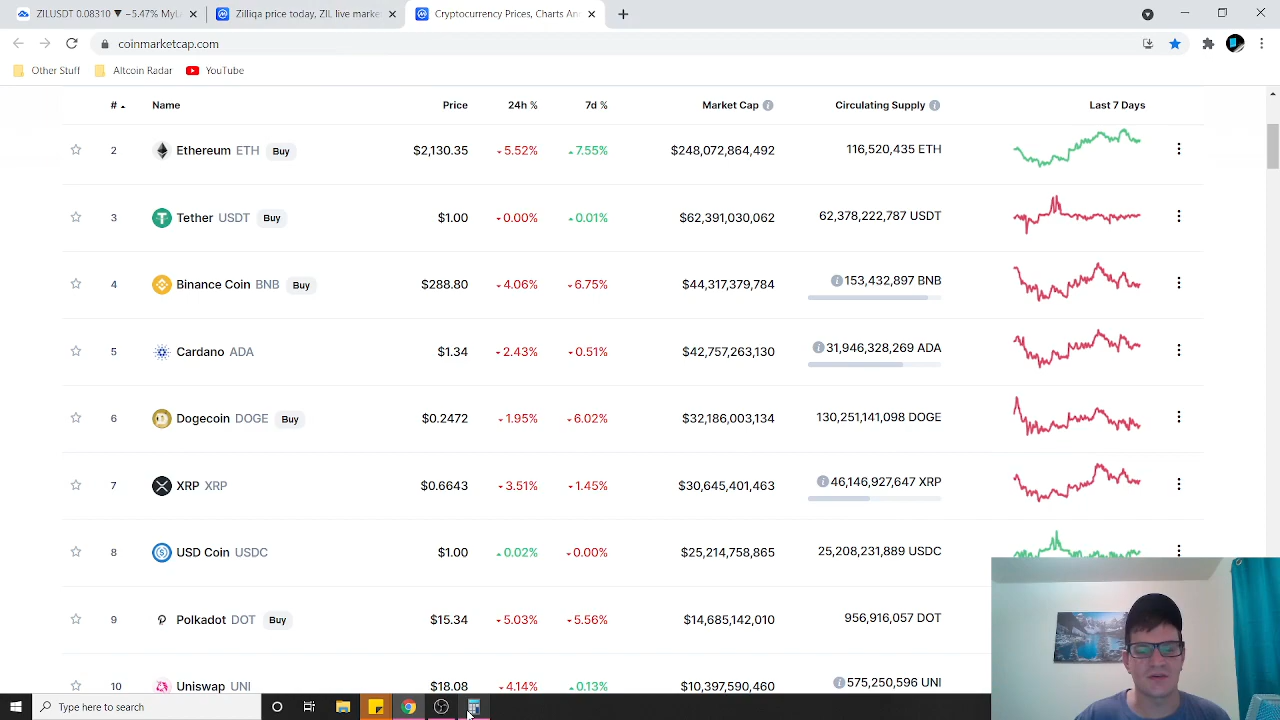 ZILUSDT 0.08310 ▼ −5.47% MyL
Zilliqa price today, ZIL live market
Cryptocurrency Prices, Charts An
coinmarketcap.com
Other Stuff Altcoin Radar YouTube
# Name Price 24h % 7d % Market Cap Circulating Supply Last 7 Days
2 Ethereum ETH Buy $2,130.35 5.52% 7.55% $248,072,864,492 116,520,435 ETH
3 Tether USDT Buy $1.00 0.00% 0.01% $62,391,030,062 62,378,222,787 USDT
4 Binance Coin BNB Buy $288.80 4.06% 6.75% $44,317,379,784 153,432,897 BNB
5 Cardano ADA $1.34 2.43% 0.51% $42,757,263,130 31,946,328,269 ADA
6 Dogecoin DOGE Buy $0.2472 1.95% 6.02% $32,186,003,134 130,251,141,098 DOGE
7 XRP XRP $0.6643 3.51% 1.45% $30,645,401,463 46,146,927,647 XRP
8 USD Coin USDC $1.00 0.02% 0.00% $25,214,758,865 25,208,231,889 USDC
9 Polkadot DOT Buy $15.34 5.03% 5.56% $14,685,142,010 956,916,057 DOT
10 Uniswap UNI $18.08 4.14% 0.13% $10,397,590,460 575,250,596 UNI
Type here to search